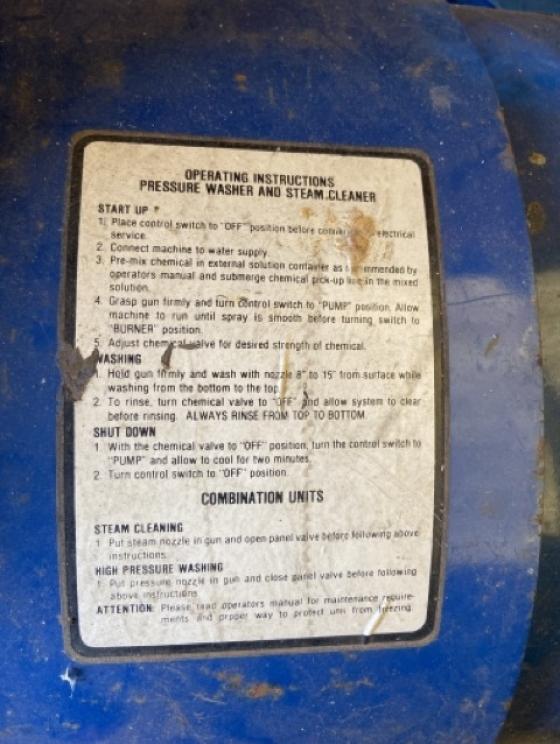 OPERATING INSTRUCTIONS
PRESSURE WASHER AND STEAM CLEANER
START UP
1. Place control switch to "OFF" position before electrical
service.
2. Connect machine to water supply.
3. Pre-mix chemical in external solution container as by
operators manual and submerge chemical pick-up line in the mixed
solution.
4. Grasp gun firmly and turn control switch to "PUMP" position. Allow
machine to run until spray is smooth before turning switch to
"BURNER" position.
5. Adjust chemical valve for desired strength of chemical.
WASHING
1. Hold gun firmly and wash with nozzle 8" to 15" from surface while
washing from the bottom to the top.
2. To rinse, turn chemical valve to "OFF" and allow system to clear
before rinsing. ALWAYS RINSE FROM TOP TO BOTTOM.
SHUT DOWN
1. With the chemical valve to "OFF" position, turn the control switch to
"PUMP" and allow to cool for two minutes.
2. Turn control switch to "OFF" position.
COMBINATION UNITS
STEAM CLEANING
1. Put steam nozzle in gun and open panel valve before following above
instructions.
HIGH PRESSURE WASHING
1. Put pressure nozzle in gun and close panel valve before following
above instructions.
ATTENTION: Please read operators manual for maintenance require-
ments and proper way to protect unit from freezing.